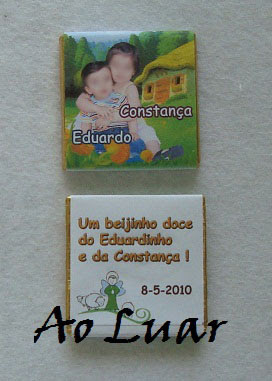 Constança
Eduardo
Um beijinho doce
do Eduardinho
e da Constança !
8-5-2010
Ao Luar